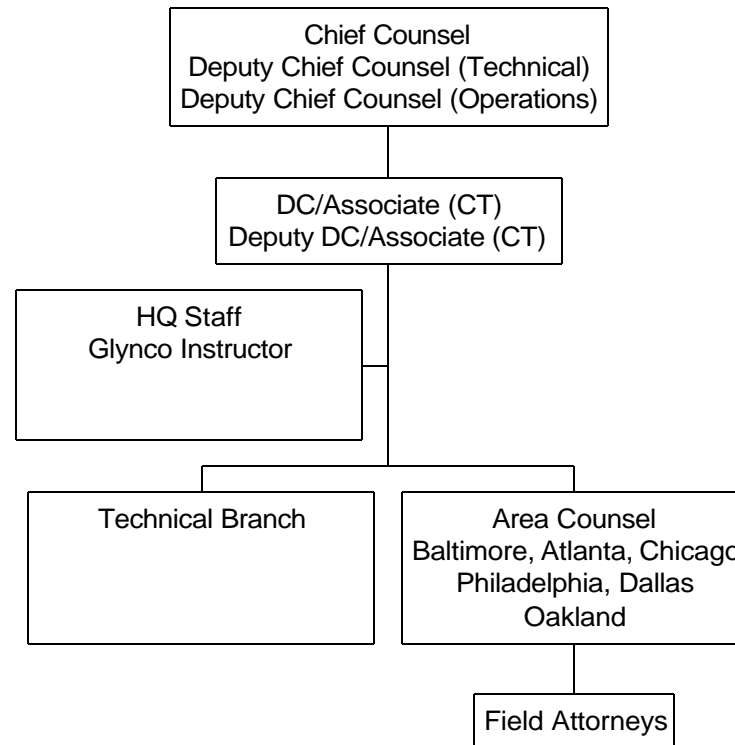 Chief Counsel
Deputy Chief Counsel (Technical)
Deputy Chief Counsel (Operations)
DC/Associate (CT)
Deputy DC/Associate (CT)
HQ Staff
Glynco Instructor
Technical Branch
Area Counsel
Baltimore, Atlanta, Chicago
Philadelphia, Dallas
Oakland
Field Attorneys